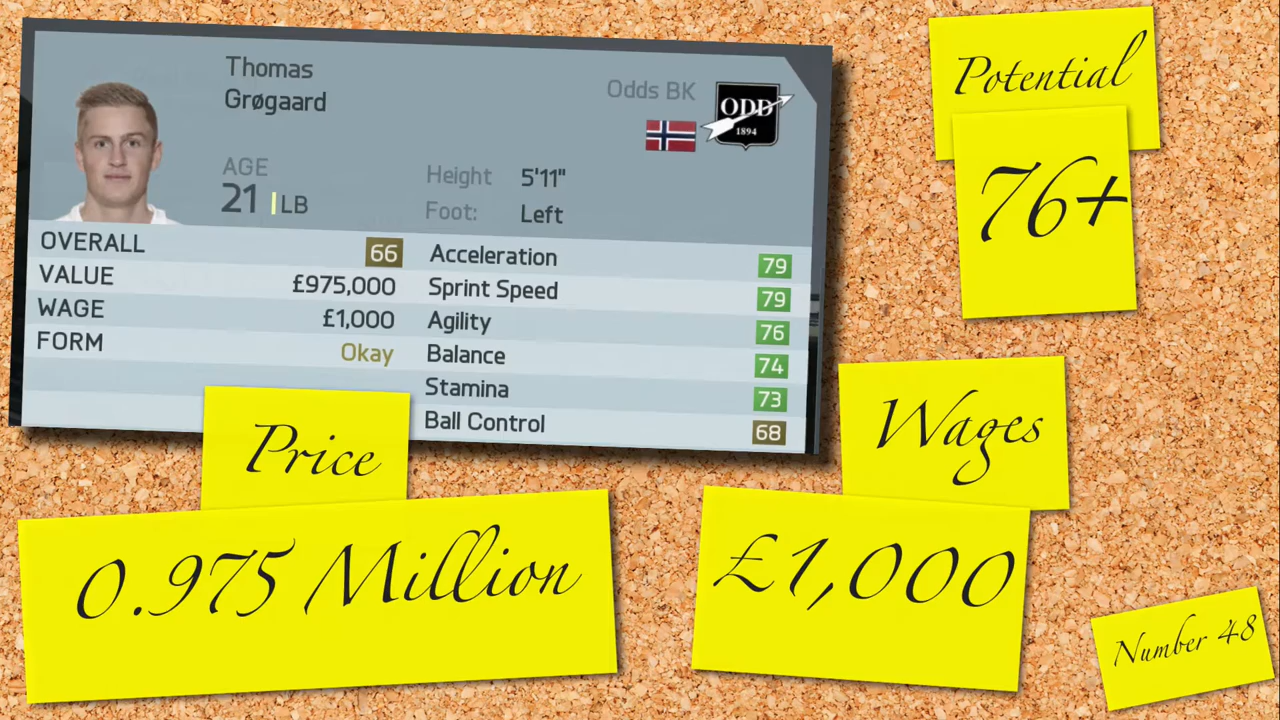 Thomas
Grøgaard
Odds BK
ODD
1894
AGE
21 LB
Height 5'11"
Foot: Left
OVERALL 66
VALUE £975,000
WAGE £1,000
FORM Okay
Acceleration 79
Sprint Speed 79
Agility 76
Balance 74
Stamina 73
Ball Control 68
Potential
76+
Price
0.975 Million
Wages
£1,000
Number 48